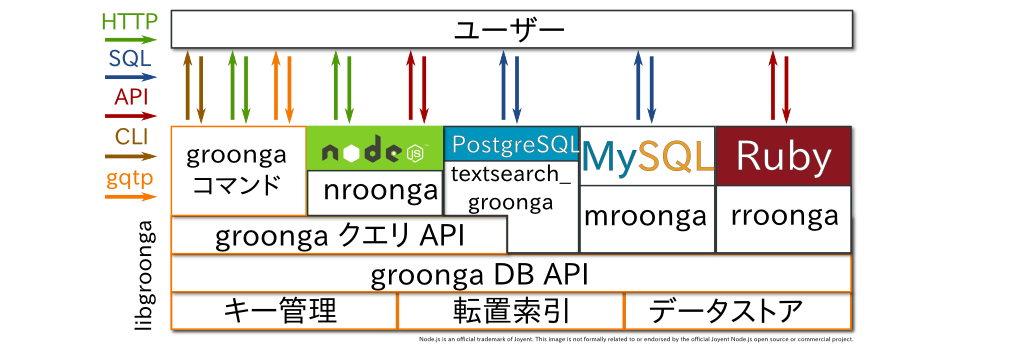 HTTP
SQL
API
CLI
gqtp
ユーザー
groonga
コマンド
node JS ™
nroonga
PostgreSQL
textsearch_
groonga
MySQL
mroonga
Ruby
rroonga
libgroonga
groonga クエリ API
groonga DB API
キー管理
転置索引
データストア
Node.js is an official trademark of Joyent. This image is not formally related to or endorsed by the official Joyent Node.js open source or commercial project.